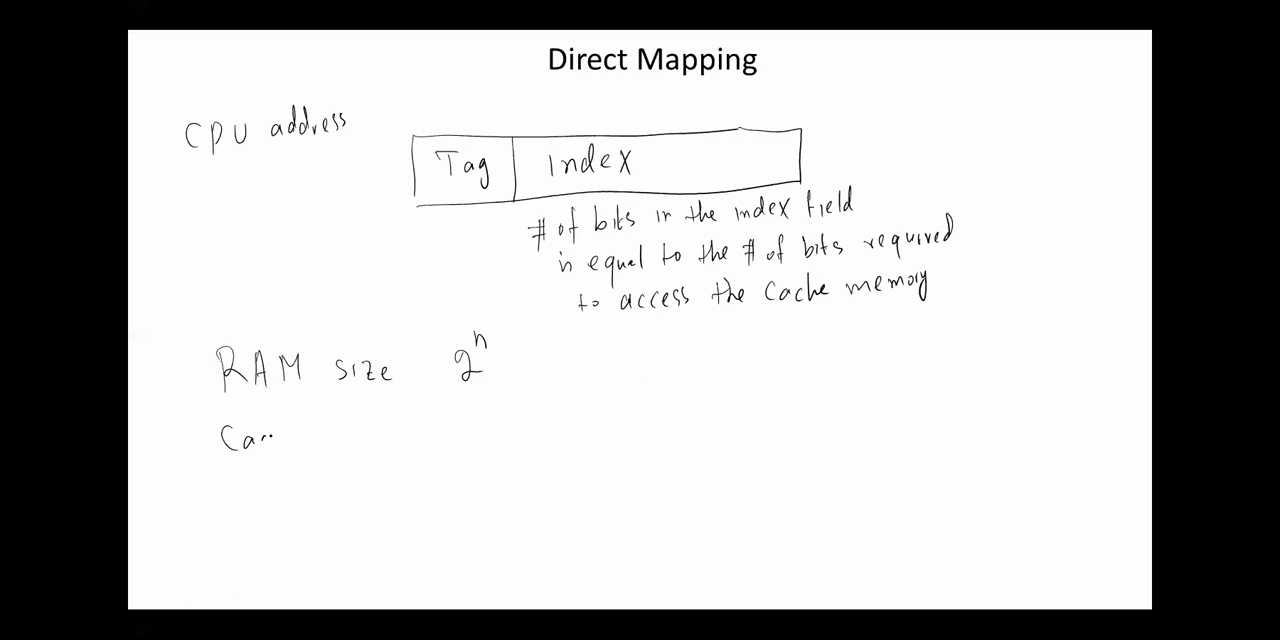 Direct Mapping
CPU address
Tag Index
# of bits in the index field
is equal to the # of bits required
to access the cache memory
RAM size 2^n
Ca